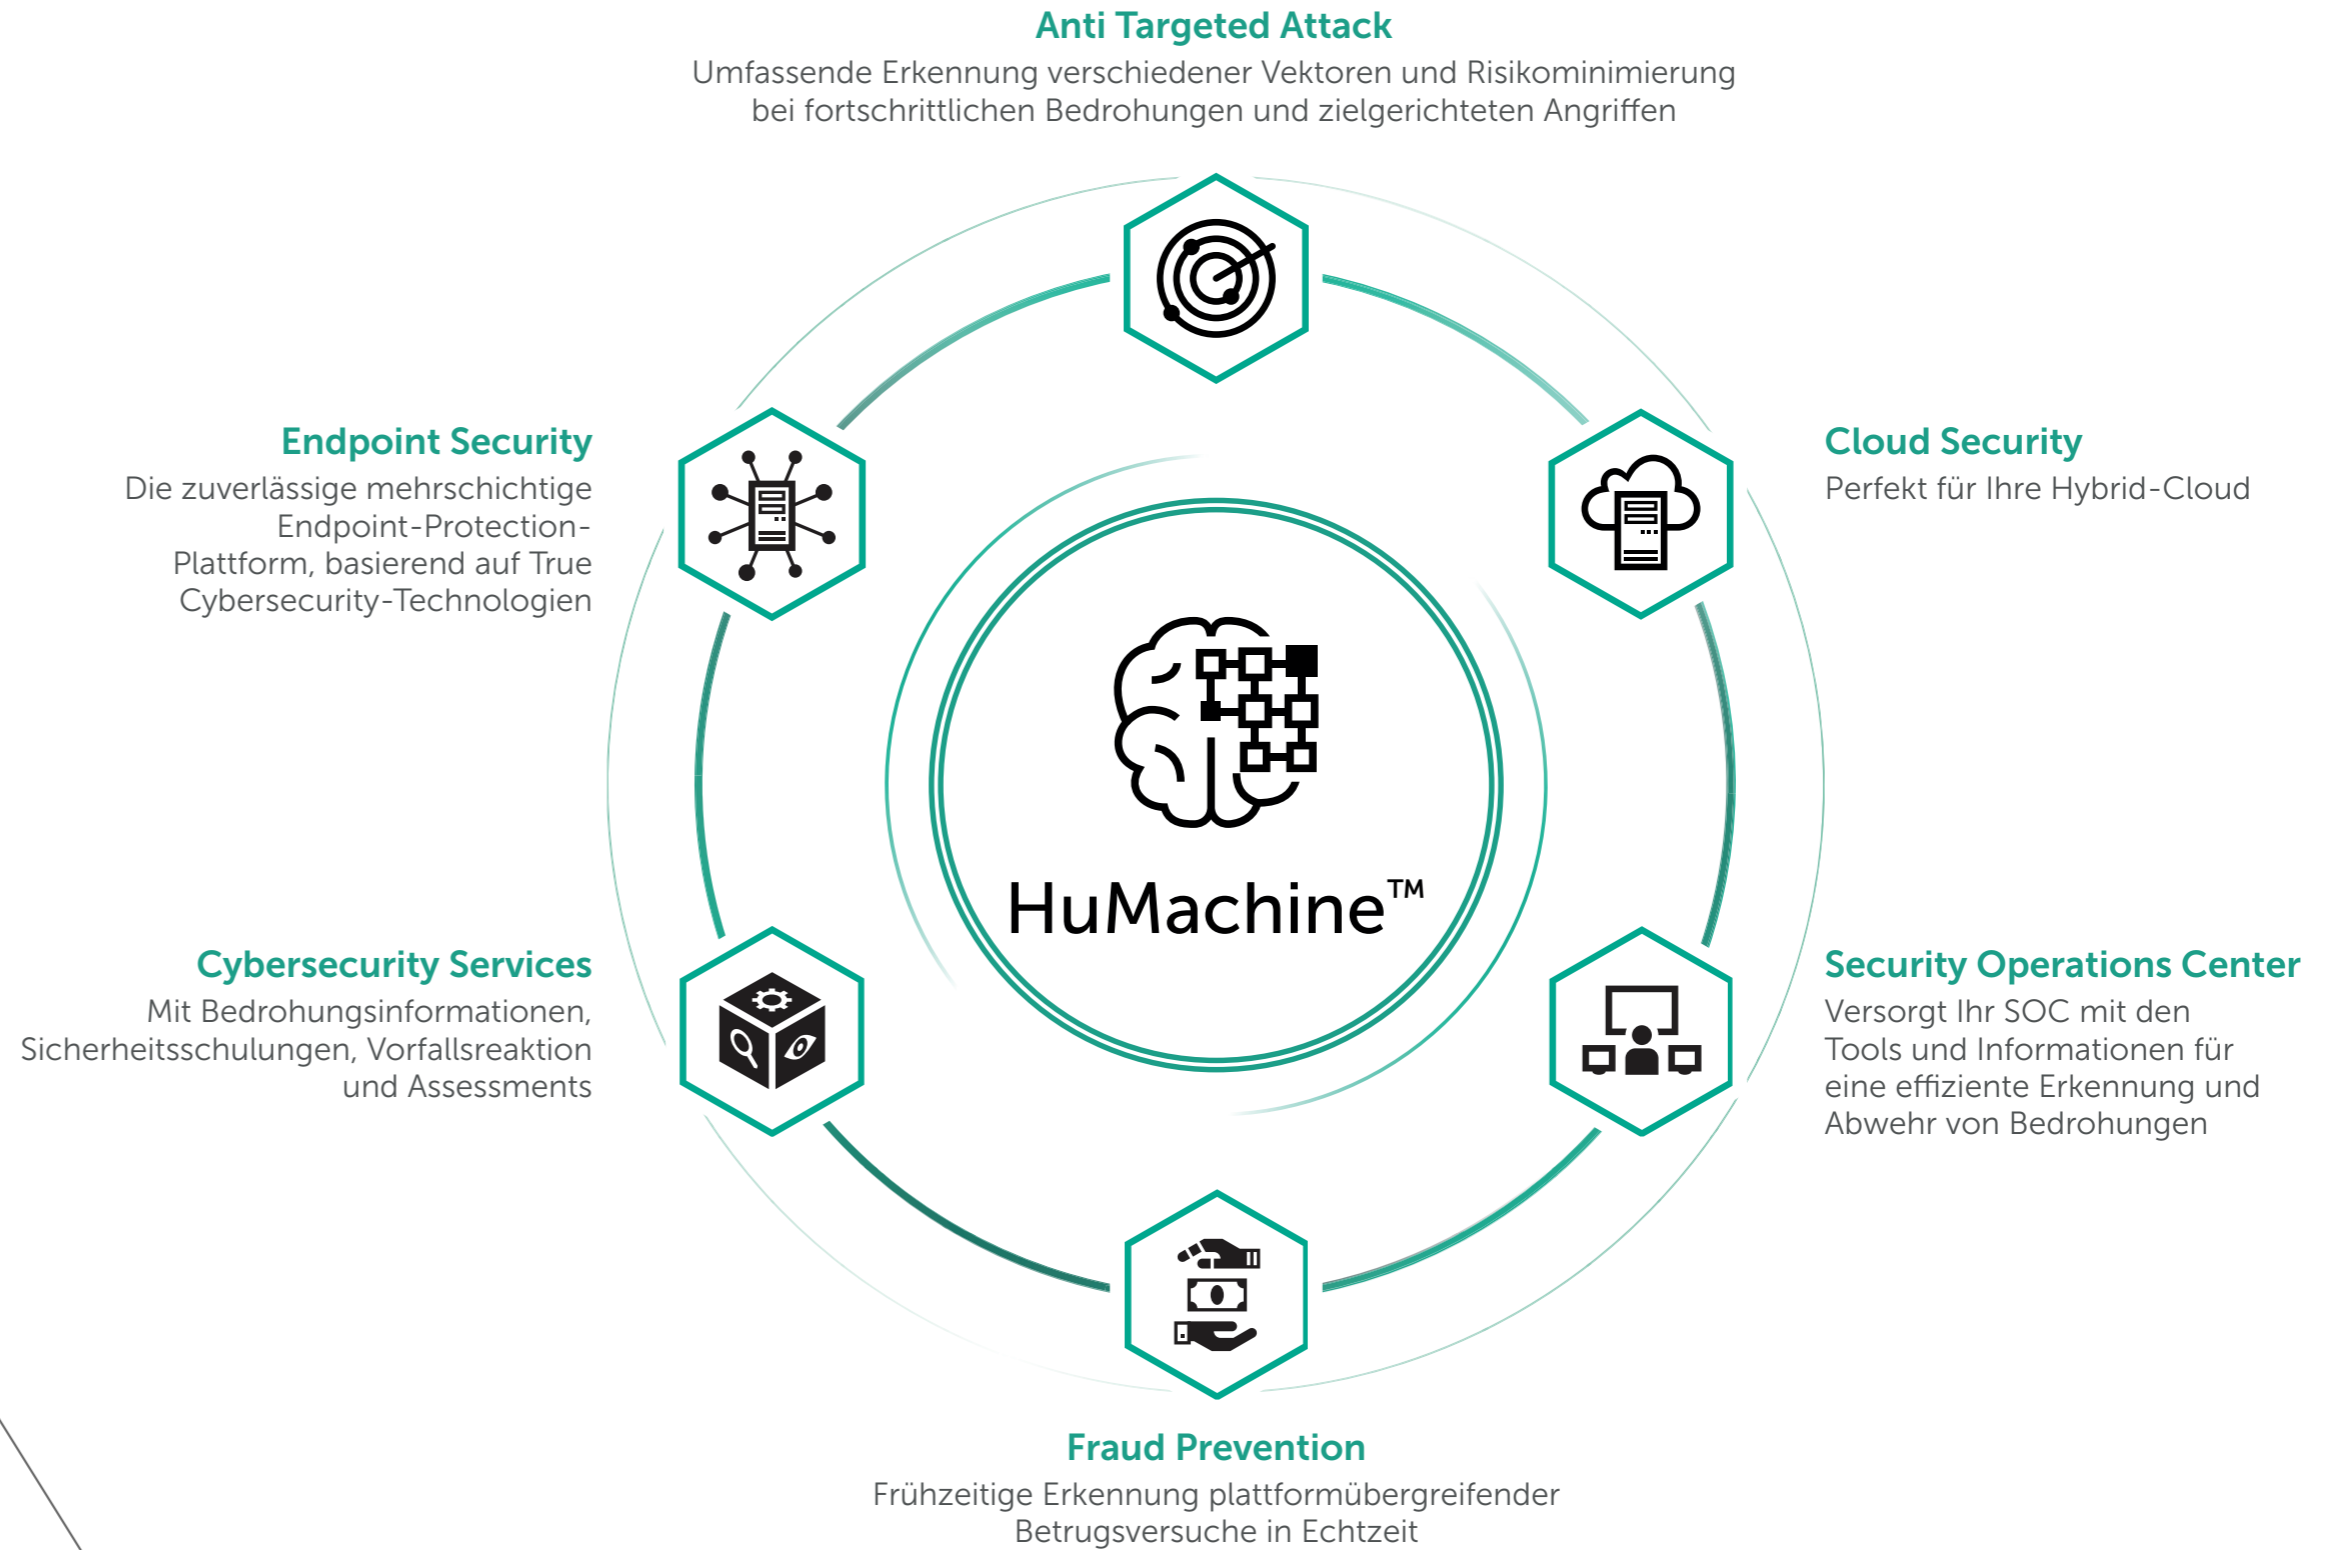 Anti Targeted Attack
Umfassende Erkennung verschiedener Vektoren und Risikominimierung
bei fortschrittlichen Bedrohungen und zielgerichteten Angriffen
Endpoint Security
Die zuverlässige mehrschichtige
Endpoint-Protection-
Plattform, basierend auf True
Cybersecurity-Technologien
Cloud Security
Perfekt für Ihre Hybrid-Cloud
HuMachine™
Cybersecurity Services
Mit Bedrohungsinformationen,
Sicherheitsschulungen, Vorfallsreaktion
und Assessments
Security Operations Center
Versorgt Ihr SOC mit den
Tools und Informationen für
eine effiziente Erkennung und
Abwehr von Bedrohungen
Fraud Prevention
Frühzeitige Erkennung plattformübergreifender
Betrugsversuche in Echtzeit